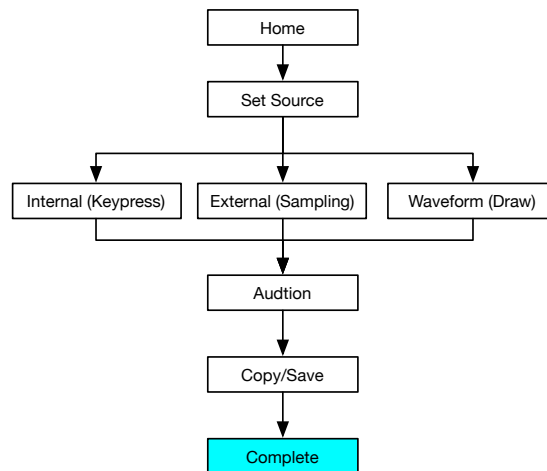 Home
Set Source
Internal (Keypress)
External (Sampling)
Waveform (Draw)
Audtion
Copy/Save
Complete